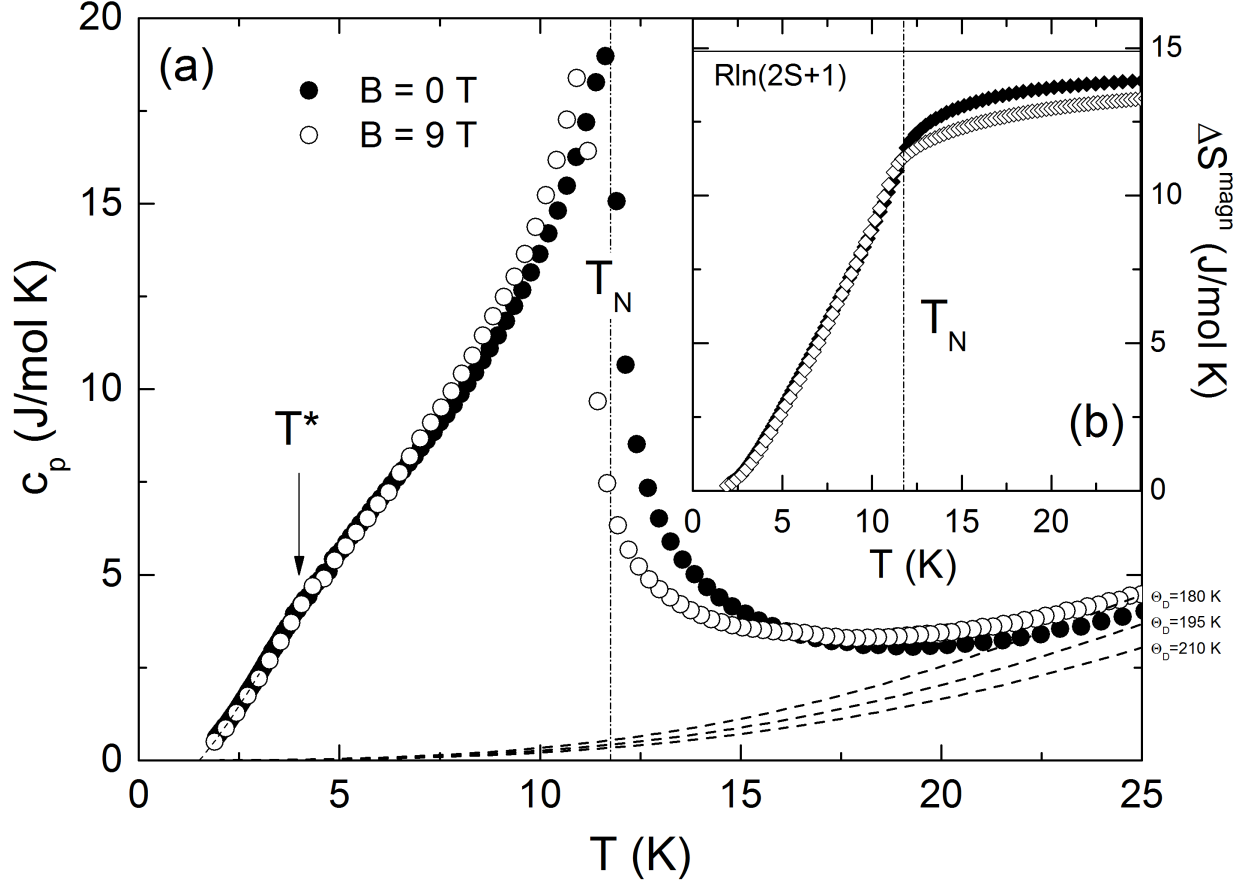 (a)
B = 0 T
B = 9 T
T*
T_N
c_p (J/mol K)
20
15
10
5
0
0 5 10 15 20 25
T (K)
Rln(2S+1)
T_N
(b)
15
10
5
0
0 5 10 15 20
T (K)
ΔS^magn (J/mol K)
Θ_D=180 K
Θ_D=195 K
Θ_D=210 K